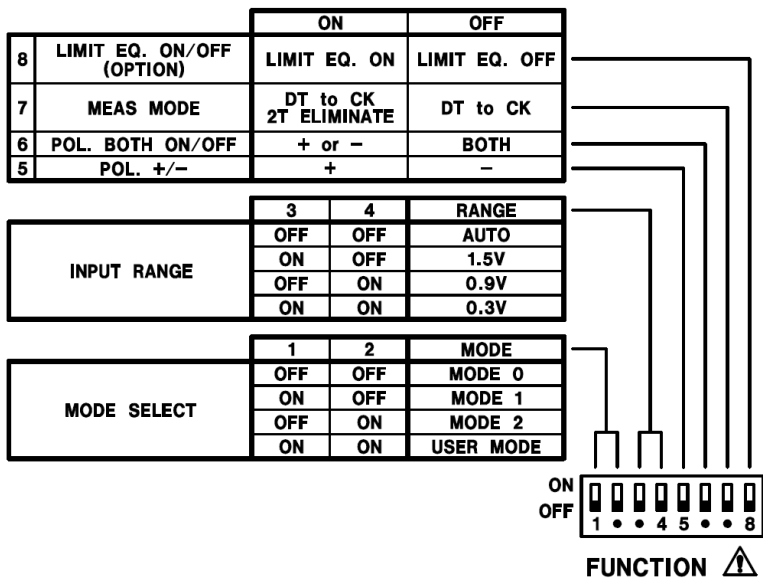 ON OFF
8 LIMIT EQ. ON/OFF (OPTION) LIMIT EQ. ON LIMIT EQ. OFF
7 MEAS MODE DT to CK 2T ELIMINATE DT to CK
6 POL. BOTH ON/OFF + or − BOTH
5 POL. +/− + −
3 4 RANGE
OFF OFF AUTO
INPUT RANGE
ON OFF 1.5V
OFF ON 0.9V
ON ON 0.3V
1 2 MODE
OFF OFF MODE 0
MODE SELECT
ON OFF MODE 1
OFF ON MODE 2
ON ON USER MODE
ON
OFF
1 • • 4 5 • • 8
FUNCTION ⚠